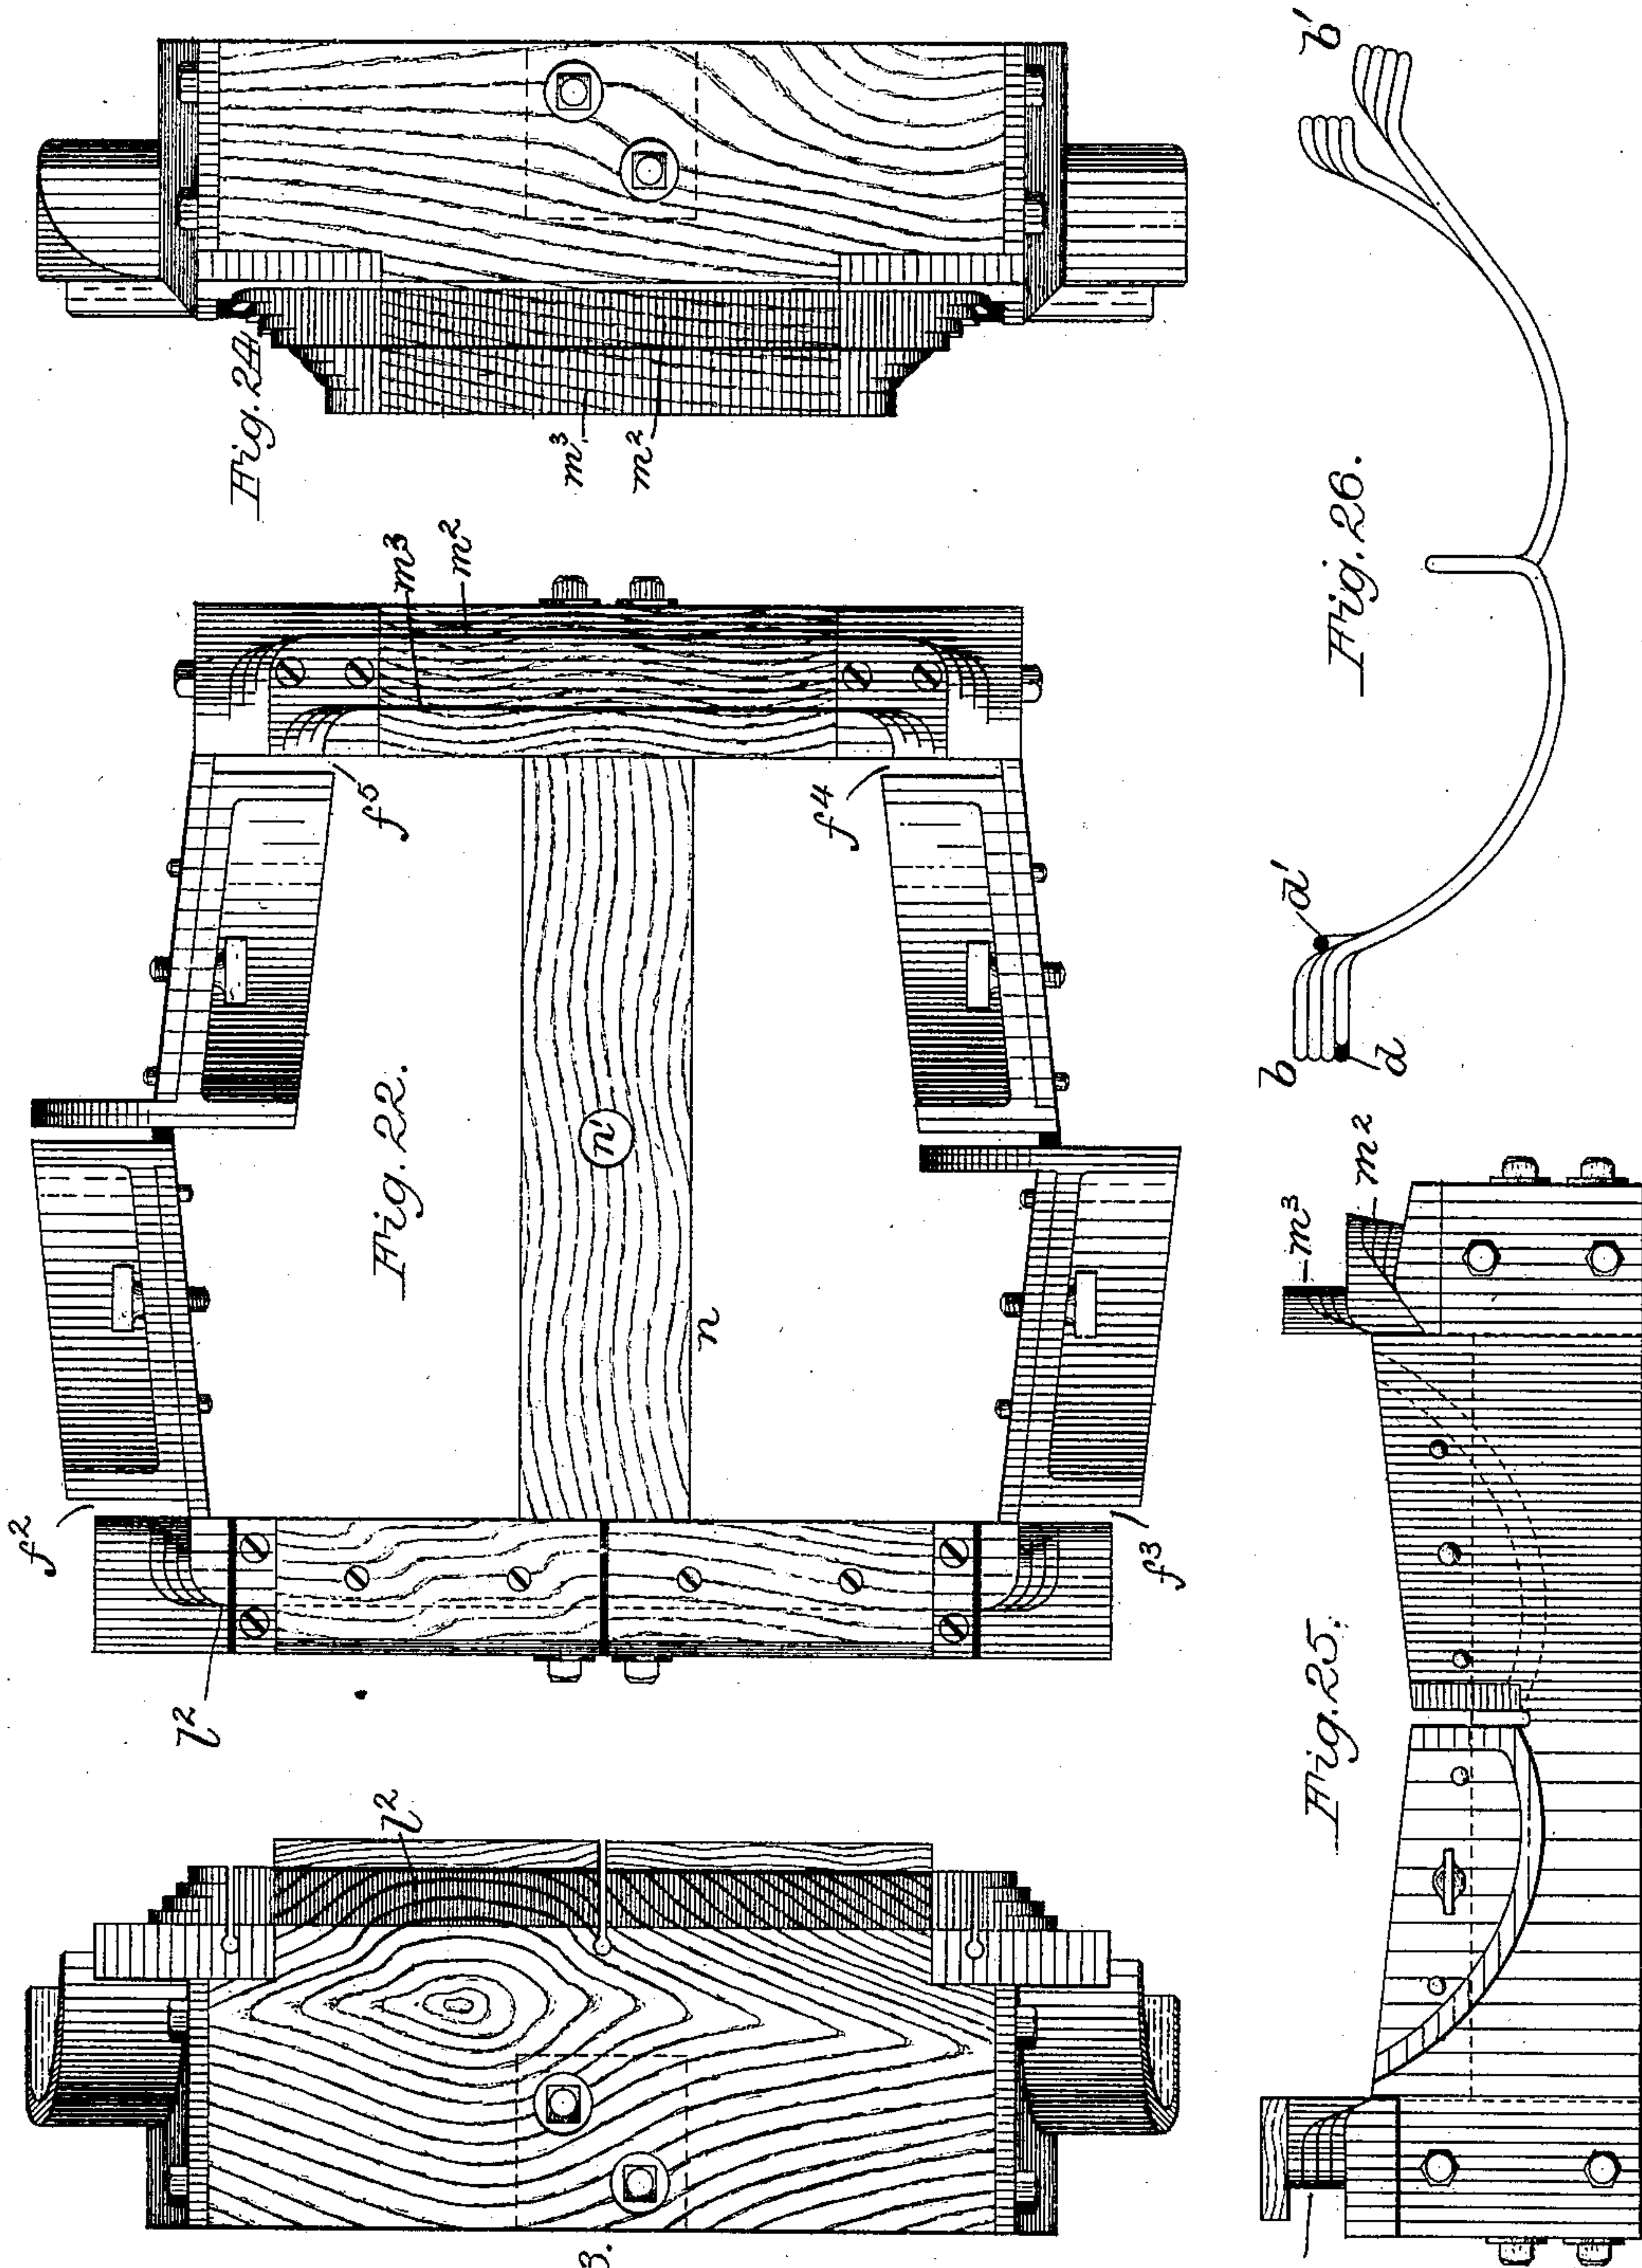 Fig. 24
m³
m²
Fig. 22.
m³
m²
f⁵
f⁴
n'
n
f²
f³
l²
l²
3.
Fig. 26.
b'
a'
b
a
Fig. 25.
m³
m²